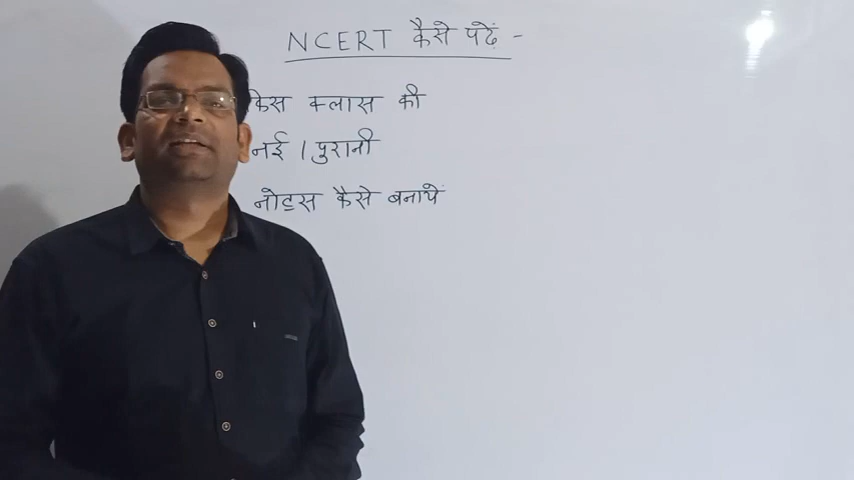 NCERT कैसे पढ़ें -
किस क्लास की
नई / पुरानी
नोट्स कैसे बनायें